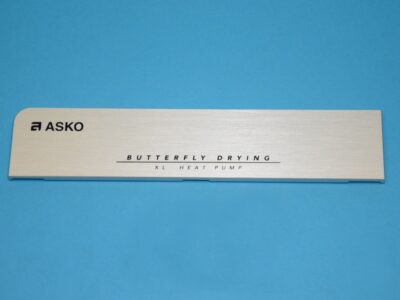 ASKO
BUTTERFLY DRYING
XL HEAT PUMP